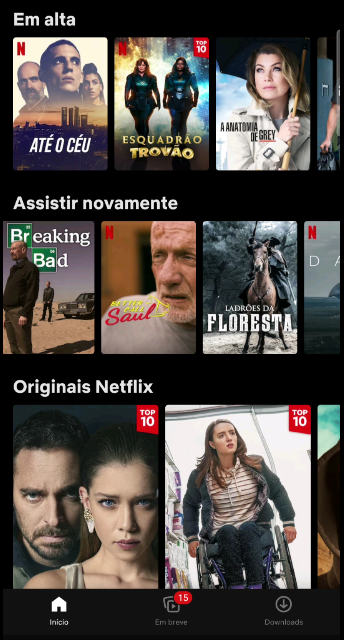 Em alta
N
N
TOP
10
ATÉ O CÉU
ESQUADRÃO
TROVÃO
A ANATOMIA
DE GREY
Assistir novamente
Breaking
Bad
N
BETTER CALL
Saul
LADRÕES DA
FLORESTA
N
DA
Originais Netflix
TOP
10
TOP
10
15
Início
Em breve
Downloads